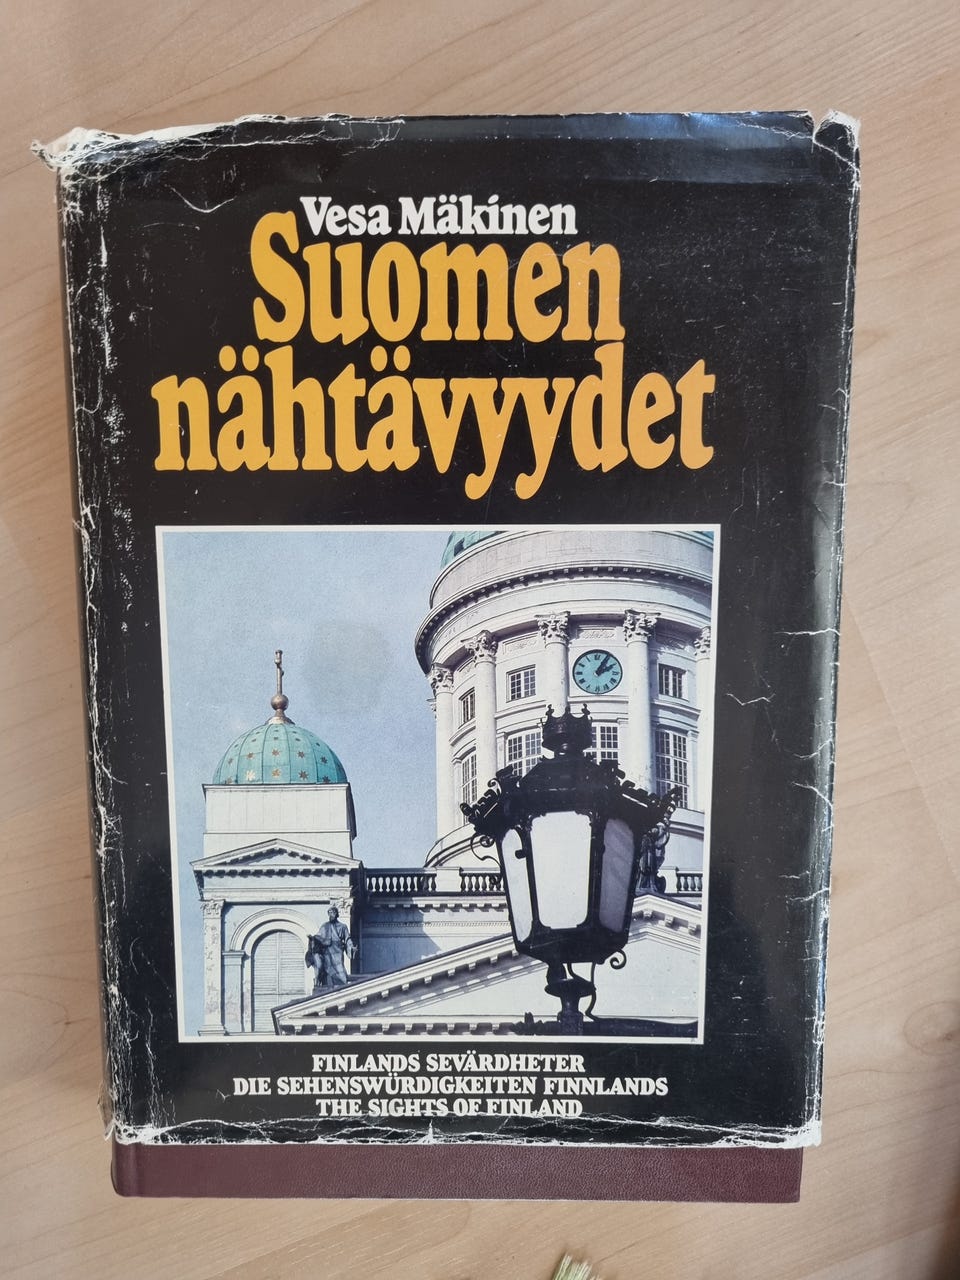 Vesa Mäkinen
Suomen
nähtävyydet
FINLANDS SEVÄRDHETER
DIE SEHENSWÜRDIGKEITEN FINNLANDS
THE SIGHTS OF FINLAND